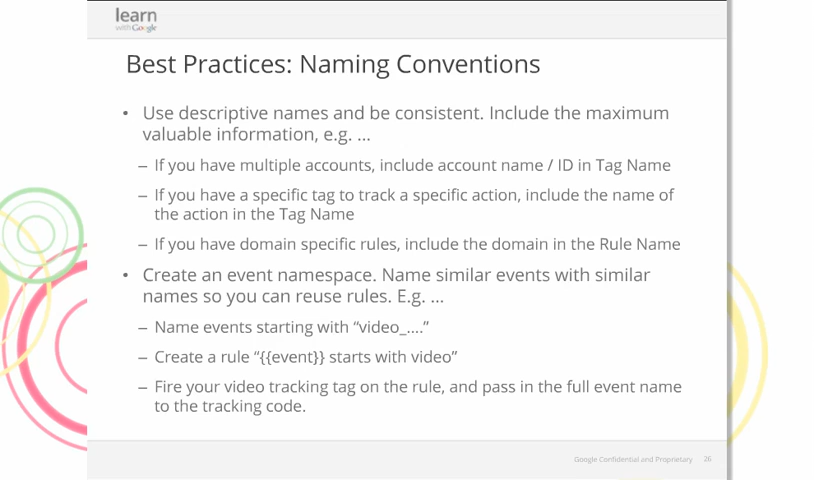 learn
with Google
Best Practices: Naming Conventions
• Use descriptive names and be consistent. Include the maximum
valuable information, e.g. ...
– If you have multiple accounts, include account name / ID in Tag Name
– If you have a specific tag to track a specific action, include the name of
the action in the Tag Name
– If you have domain specific rules, include the domain in the Rule Name
• Create an event namespace. Name similar events with similar
names so you can reuse rules. E.g. ...
– Name events starting with “video_....”
– Create a rule “{{event}} starts with video”
– Fire your video tracking tag on the rule, and pass in the full event name
to the tracking code.
Google Confidential and Proprietary 26